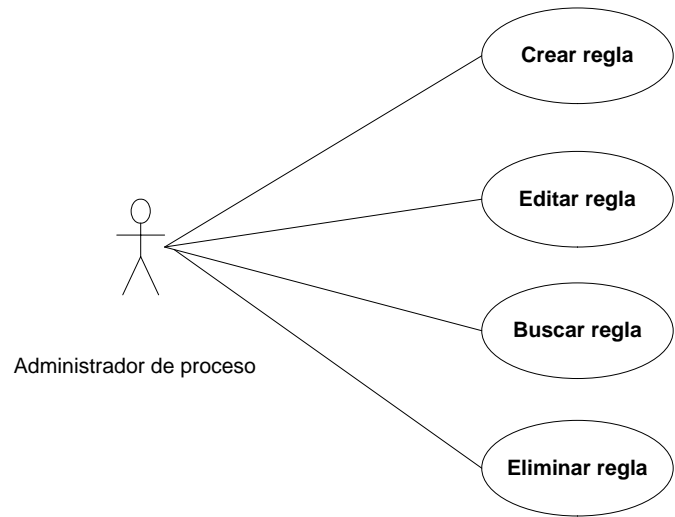 Crear regla
Editar regla
Buscar regla
Administrador de proceso
Eliminar regla